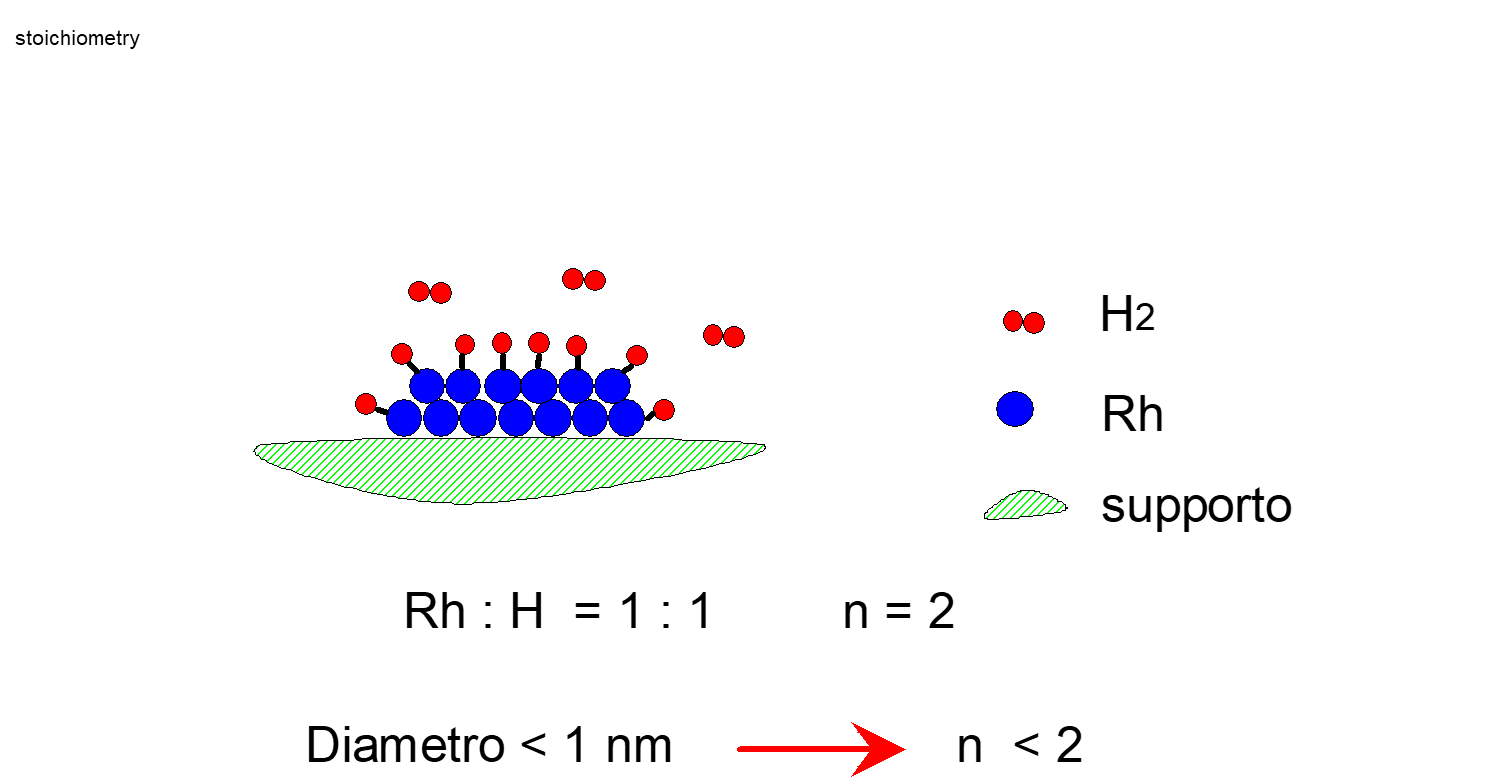 stoichiometry
H2
Rh
supporto
Rh : H = 1 : 1 n = 2
Diametro < 1 nm n < 2